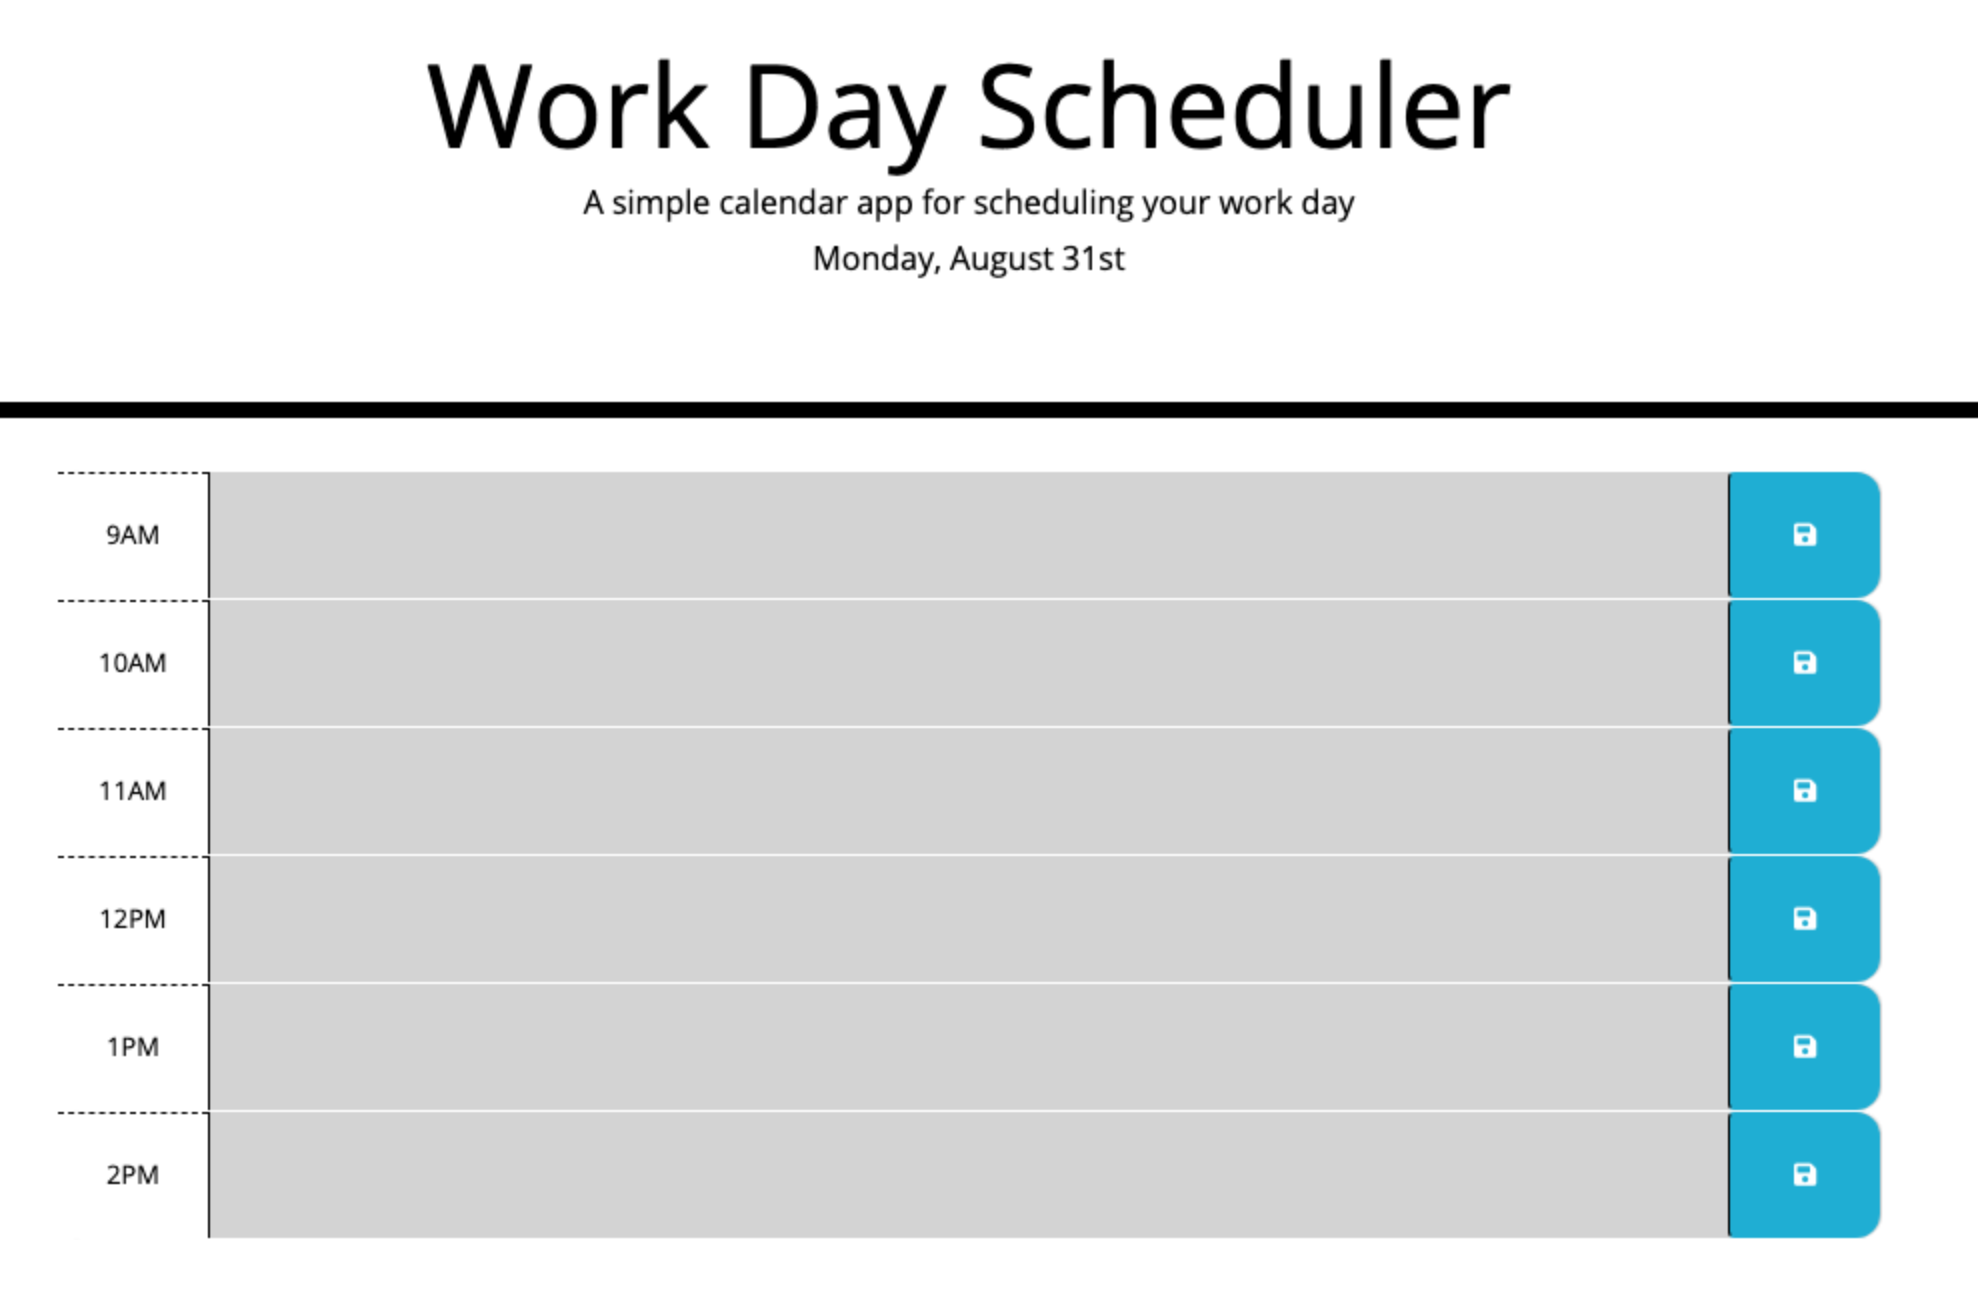 Work Day Scheduler
A simple calendar app for scheduling your work day
Monday, August 31st
9AM
10AM
11AM
12PM
1PM
2PM